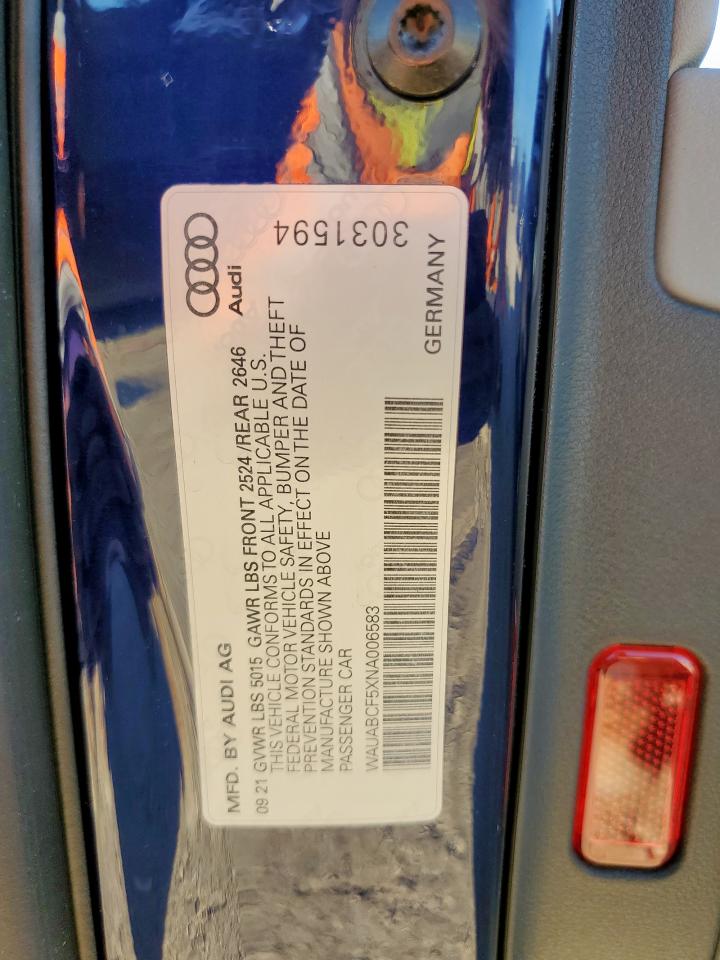 MFD. BY AUDI AG
Audi
09 21 GVWR LBS 5015 GAWR LBS FRONT 2524 /REAR 2646
THIS VEHICLE CONFORMS TO ALL APPLICABLE U.S.
FEDERAL MOTOR VEHICLE SAFETY, BUMPER AND THEFT
PREVENTION STANDARDS IN EFFECT ON THE DATE OF
MANUFACTURE SHOWN ABOVE
PASSENGER CAR
WAUABCF5XNA006583
GERMANY
3031594